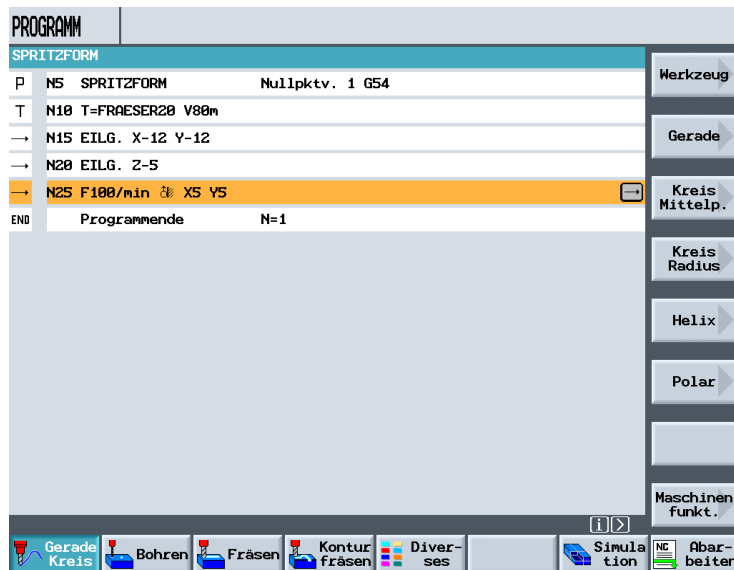 PROGRAMM
SPRITZFORM
P N5 SPRITZFORM Nullpktv. 1 G54
T N10 T=FRAESER20 V80m
→ N15 EILG. X-12 Y-12
→ N20 EILG. Z-5
→ N25 F100/min X5 Y5 →
END Programmende N=1
Werkzeug
Gerade
Kreis
Mittelp.
Kreis
Radius
Helix
Polar
Maschinen
funkt.
i >
Gerade
Kreis
Bohren
Fräsen
Kontur
fräsen
Diver-
ses
Simula
tion
NC
Abar-
beiten